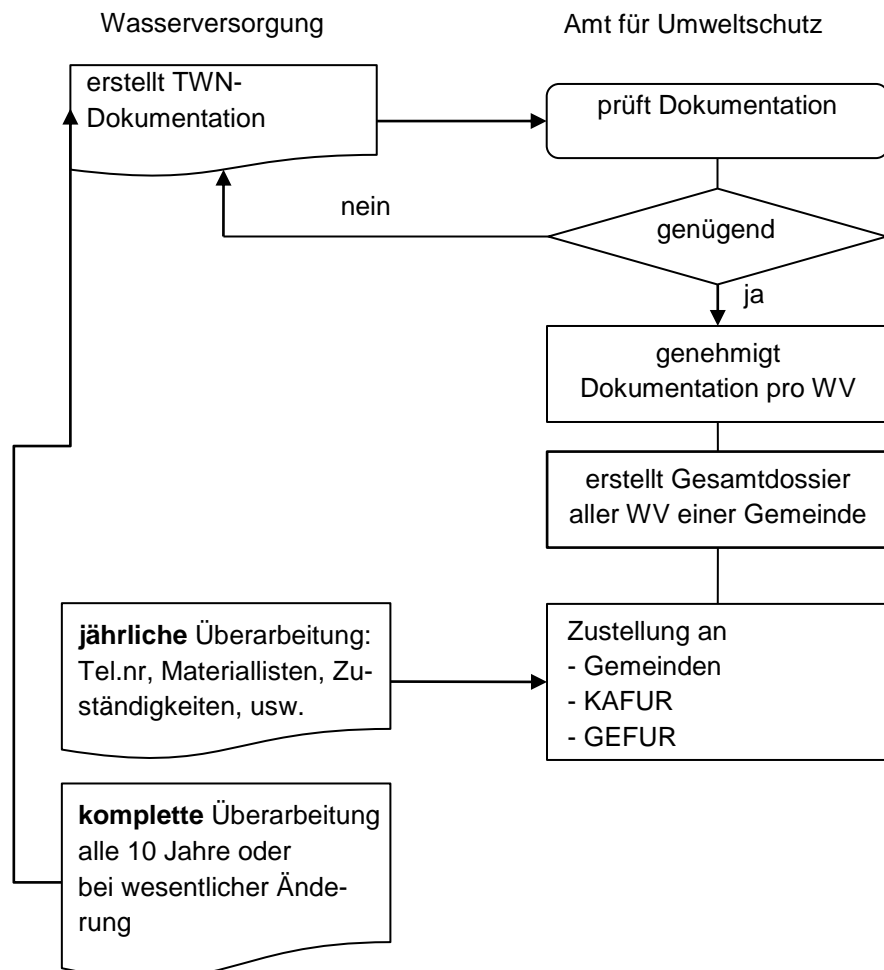 Wasserversorgung
Amt für Umweltschutz
erstellt TWN-
Dokumentation
prüft Dokumentation
nein
genügend
ja
genehmigt
Dokumentation pro WV
erstellt Gesamtdossier
aller WV einer Gemeinde
jährliche Überarbeitung:
Tel.nr, Materiallisten, Zu-
ständigkeiten, usw.
Zustellung an
- Gemeinden
- KAFUR
- GEFUR
komplette Überarbeitung
alle 10 Jahre oder
bei wesentlicher Ände-
rung